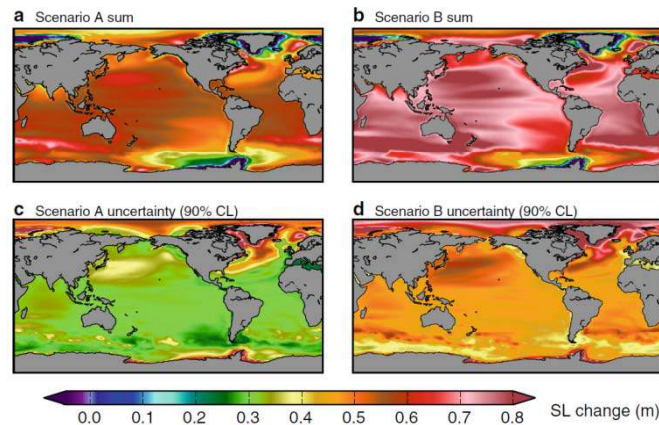 a Scenario A sum
b Scenario B sum
c Scenario A uncertainty (90% CL)
d Scenario B uncertainty (90% CL)
0.0 0.1 0.2 0.3 0.4 0.5 0.6 0.7 0.8 SL change (m)